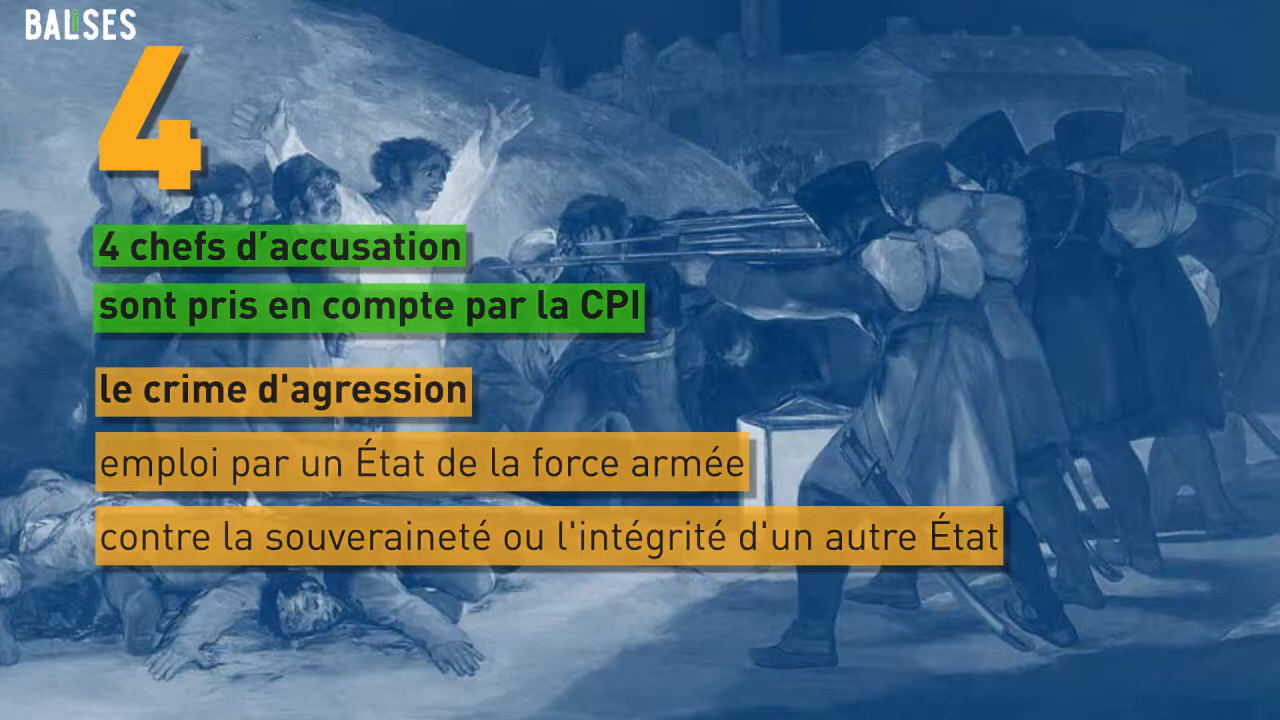 BALiSES
4
4 chefs d’accusation
sont pris en compte par la CPI
le crime d'agression
emploi par un État de la force armée
contre la souveraineté ou l'intégrité d'un autre État